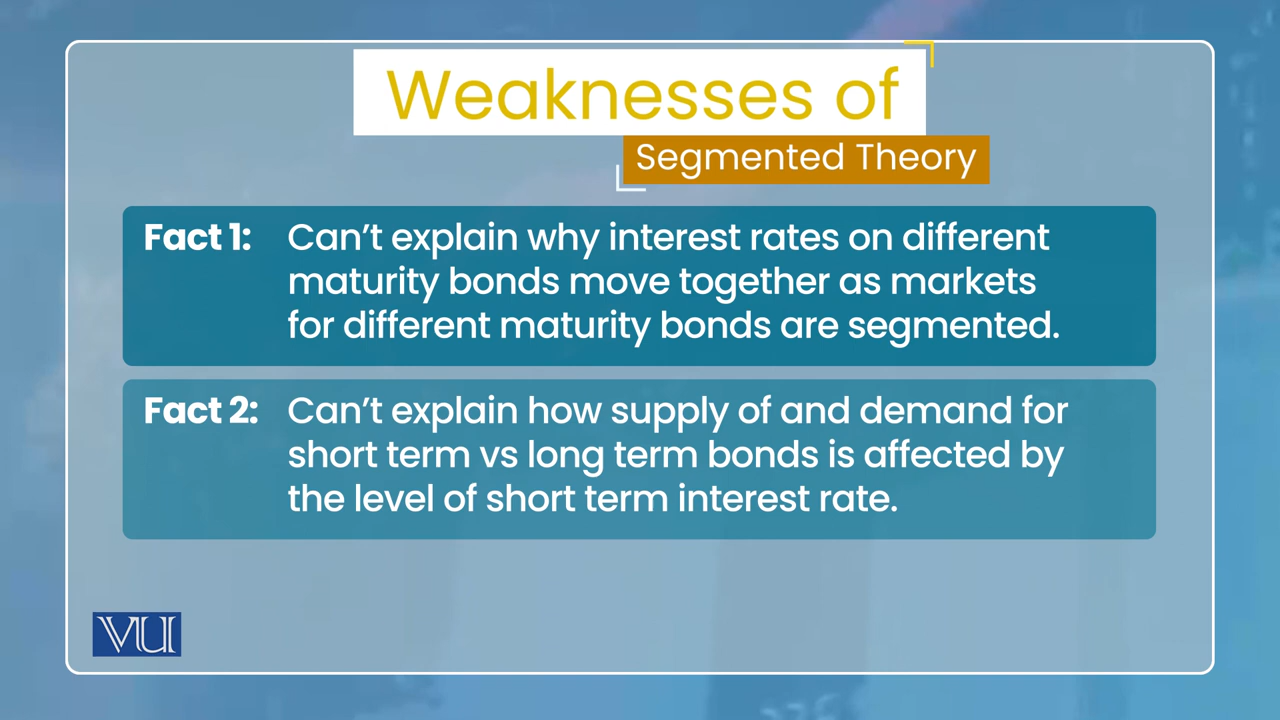 Weaknesses of
Segmented Theory
Fact 1: Can’t explain why interest rates on different
maturity bonds move together as markets
for different maturity bonds are segmented.
Fact 2: Can’t explain how supply of and demand for
short term vs long term bonds is affected by
the level of short term interest rate.
VU